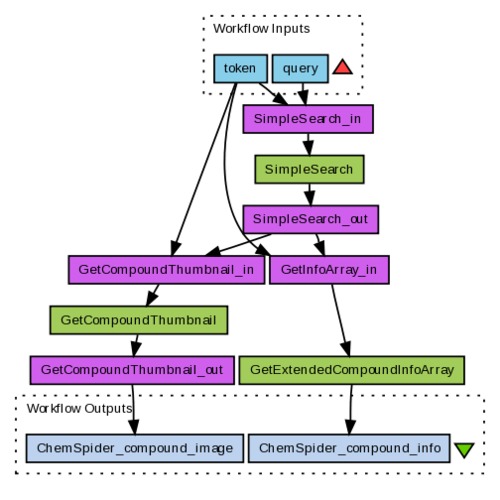 Workflow Inputs
token
query
SimpleSearch_in
SimpleSearch
SimpleSearch_out
GetCompoundThumbnail_in
GetInfoArray_in
GetCompoundThumbnail
GetCompoundThumbnail_out
GetExtendedCompoundInfoArray
Workflow Outputs
ChemSpider_compound_image
ChemSpider_compound_info